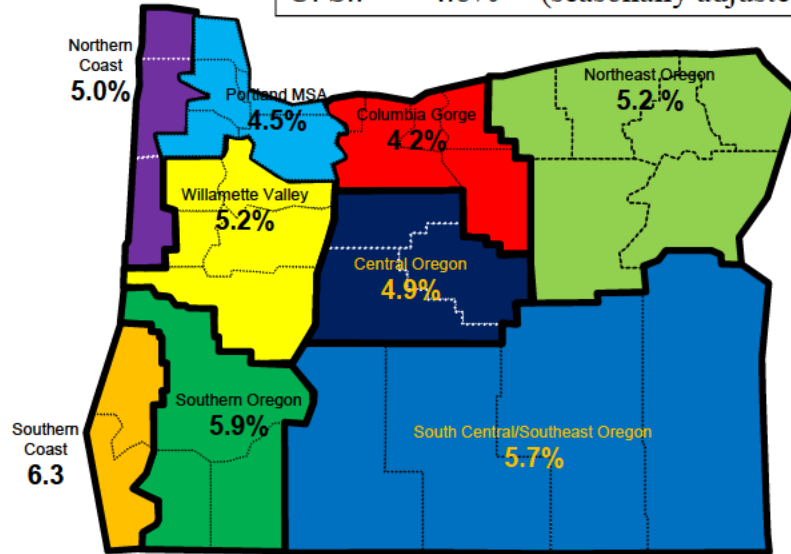 (seasonally adjuste
Northern
Coast
5.0%
Portland MSA
4.5%
Columbia Gorge
4.2%
Northeast Oregon
5.2 %
Willamette Valley
5.2%
Central Oregon
4.9%
Southern Oregon
5.9%
Southern
Coast
6.3
South Central/Southeast Oregon
5.7%